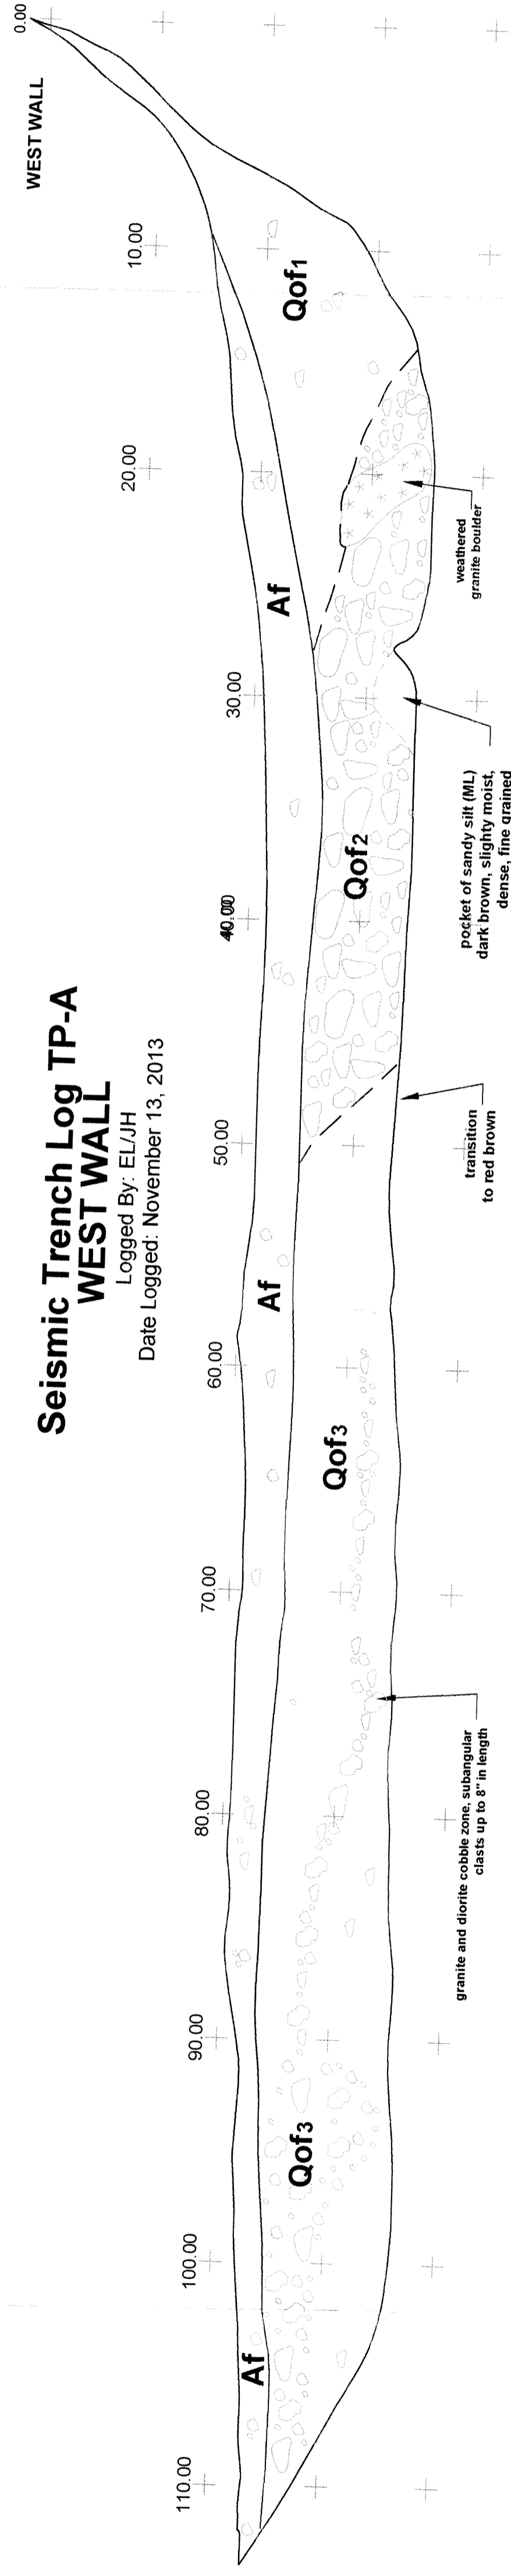 Seismic Trench Log TP-A
WEST WALL
Logged By: EL/JH
Date Logged: November 13, 2013
WEST WALL
0.00
10.00
20.00
30.00
40.00
50.00
60.00
70.00
80.00
90.00
100.00
110.00
Af
Af
Af
Qof1
Qof2
Qof3
Qof3
weathered
granite boulder
pocket of sandy silt (ML)
dark brown, slighty moist,
dense, fine grained
transition
to red brown
granite and diorite cobble zone, subangular
clasts up to 8" in length